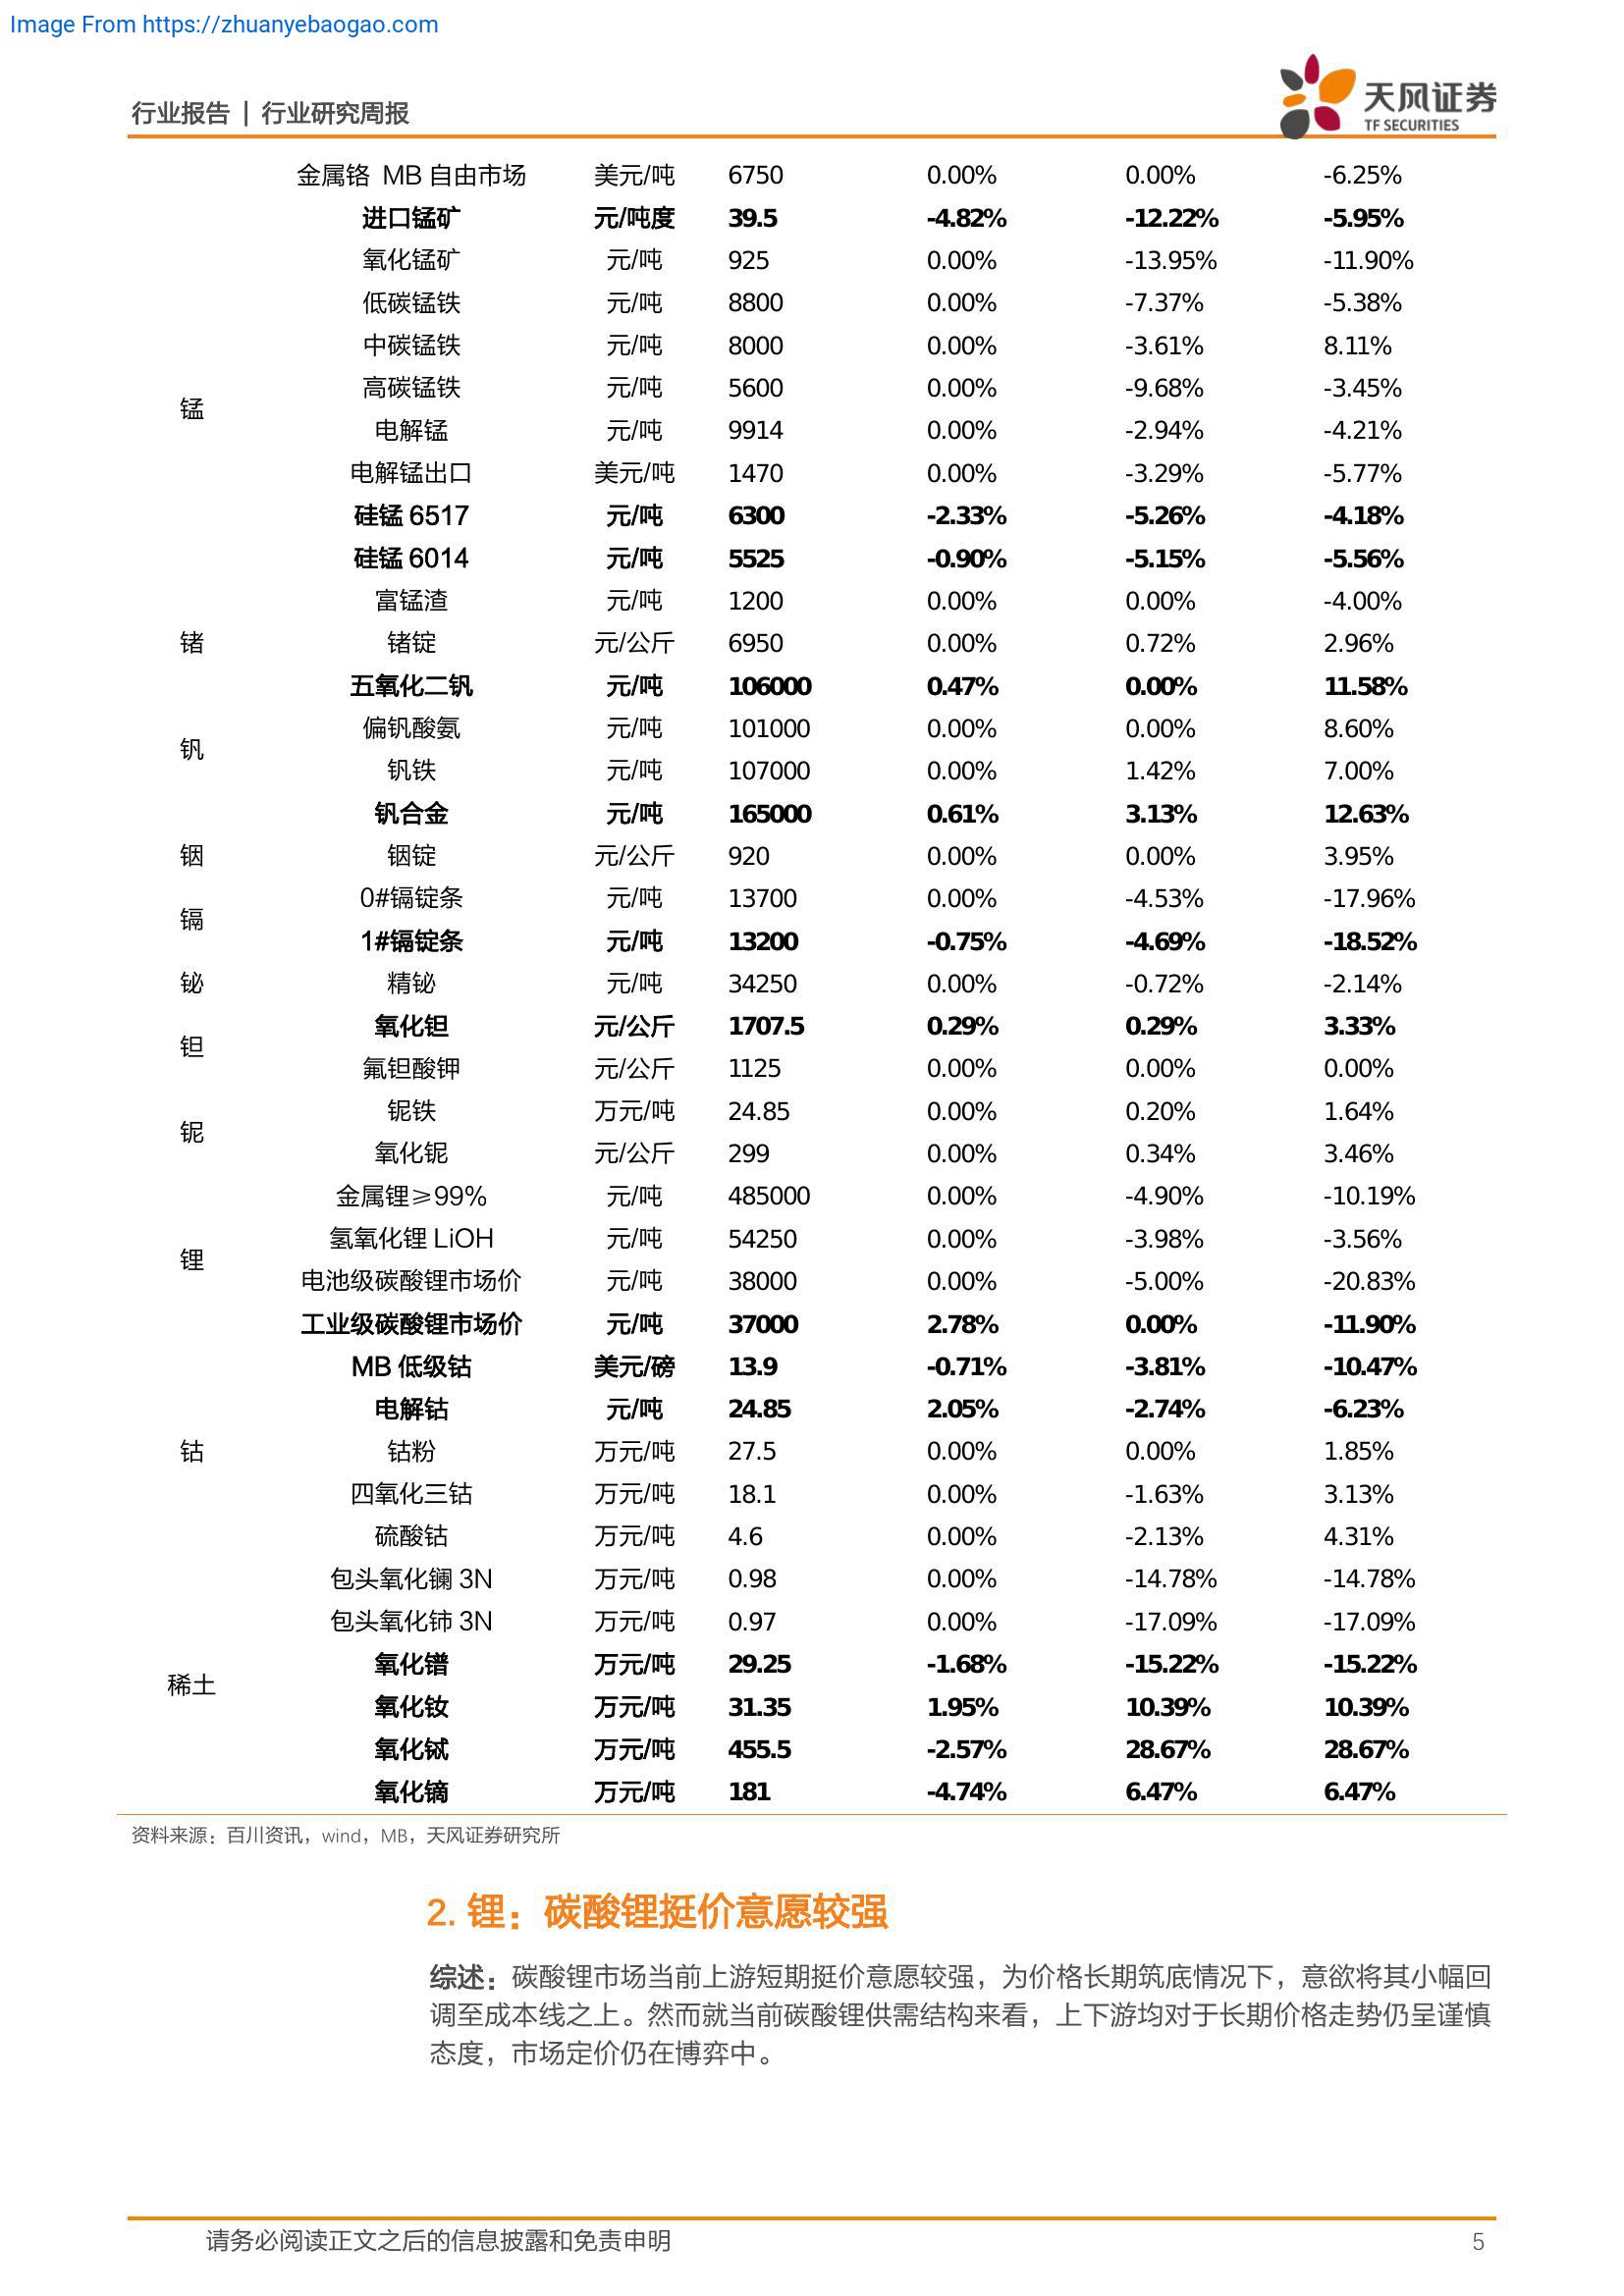 Image From https://zhuanyebaogao.com
行业报告 | 行业研究周报
天风证券
TF SECURITIES
金属铬 MB 自由市场 美元/吨 6750 0.00% 0.00% -6.25%
进口锰矿 元/吨度 39.5 -4.82% -12.22% -5.95%
氧化锰矿 元/吨 925 0.00% -13.95% -11.90%
低碳锰铁 元/吨 8800 0.00% -7.37% -5.38%
中碳锰铁 元/吨 8000 0.00% -3.61% 8.11%
高碳锰铁 元/吨 5600 0.00% -9.68% -3.45%
锰
电解锰 元/吨 9914 0.00% -2.94% -4.21%
电解锰出口 美元/吨 1470 0.00% -3.29% -5.77%
硅锰 6517 元/吨 6300 -2.33% -5.26% -4.18%
硅锰 6014 元/吨 5525 -0.90% -5.15% -5.56%
富锰渣 元/吨 1200 0.00% 0.00% -4.00%
锗 锗锭 元/公斤 6950 0.00% 0.72% 2.96%
五氧化二钒 元/吨 106000 0.47% 0.00% 11.58%
偏钒酸氨 元/吨 101000 0.00% 0.00% 8.60%
钒
钒铁 元/吨 107000 0.00% 1.42% 7.00%
钒合金 元/吨 165000 0.61% 3.13% 12.63%
铟 铟锭 元/公斤 920 0.00% 0.00% 3.95%
0#镉锭条 元/吨 13700 0.00% -4.53% -17.96%
镉
1#镉锭条 元/吨 13200 -0.75% -4.69% -18.52%
铋 精铋 元/吨 34250 0.00% -0.72% -2.14%
氧化钽 元/公斤 1707.5 0.29% 0.29% 3.33%
钽
氟钽酸钾 元/公斤 1125 0.00% 0.00% 0.00%
铌铁 万元/吨 24.85 0.00% 0.20% 1.64%
铌
氧化铌 元/公斤 299 0.00% 0.34% 3.46%
金属锂≥99% 元/吨 485000 0.00% -4.90% -10.19%
氢氧化锂 LiOH 元/吨 54250 0.00% -3.98% -3.56%
锂
电池级碳酸锂市场价 元/吨 38000 0.00% -5.00% -20.83%
工业级碳酸锂市场价 元/吨 37000 2.78% 0.00% -11.90%
MB 低级钴 美元/磅 13.9 -0.71% -3.81% -10.47%
电解钴 元/吨 24.85 2.05% -2.74% -6.23%
钴 钴粉 万元/吨 27.5 0.00% 0.00% 1.85%
四氧化三钴 万元/吨 18.1 0.00% -1.63% 3.13%
硫酸钴 万元/吨 4.6 0.00% -2.13% 4.31%
包头氧化镧 3N 万元/吨 0.98 0.00% -14.78% -14.78%
包头氧化铈 3N 万元/吨 0.97 0.00% -17.09% -17.09%
氧化镨 万元/吨 29.25 -1.68% -15.22% -15.22%
稀土
氧化钕 万元/吨 31.35 1.95% 10.39% 10.39%
氧化铽 万元/吨 455.5 -2.57% 28.67% 28.67%
氧化镝 万元/吨 181 -4.74% 6.47% 6.47%
资料来源：百川资讯，wind，MB，天风证券研究所
2. 锂：碳酸锂挺价意愿较强
综述：碳酸锂市场当前上游短期挺价意愿较强，为价格长期筑底情况下，意欲将其小幅回
调至成本线之上。然而就当前碳酸锂供需结构来看，上下游均对于长期价格走势仍呈谨慎
态度，市场定价仍在博弈中。
请务必阅读正文之后的信息披露和免责申明 5